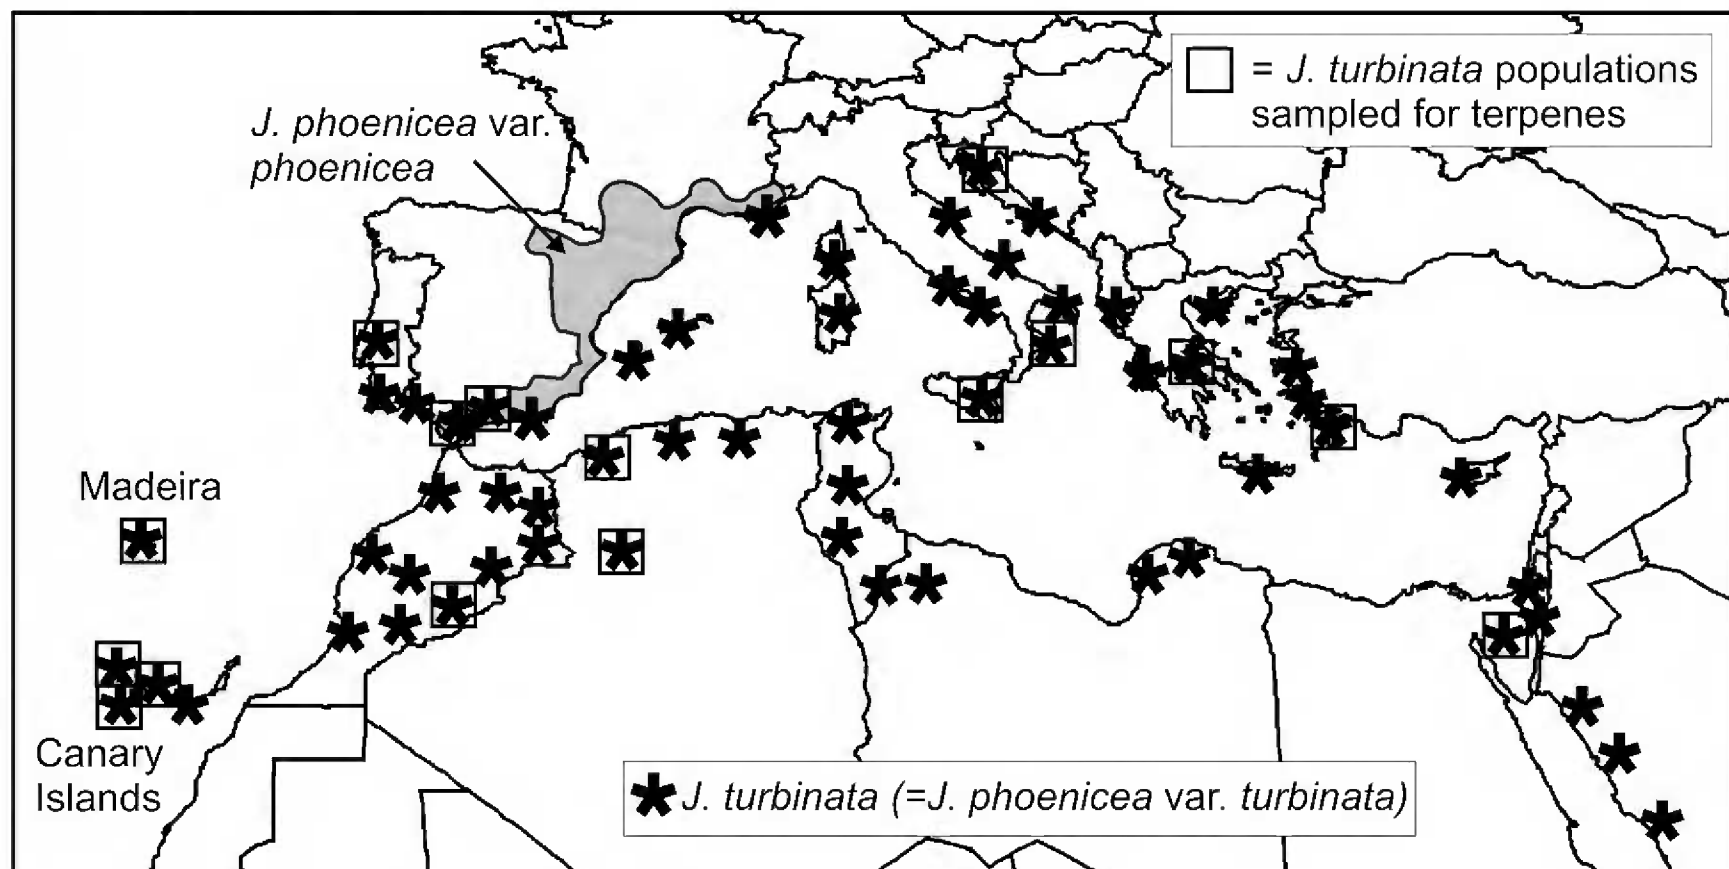 = J. turbinata populations
sampled for terpenes
J. phoenicea var.
phoenicea
Madeira
Canary
Islands
J. turbinata (=J. phoenicea var. turbinata)